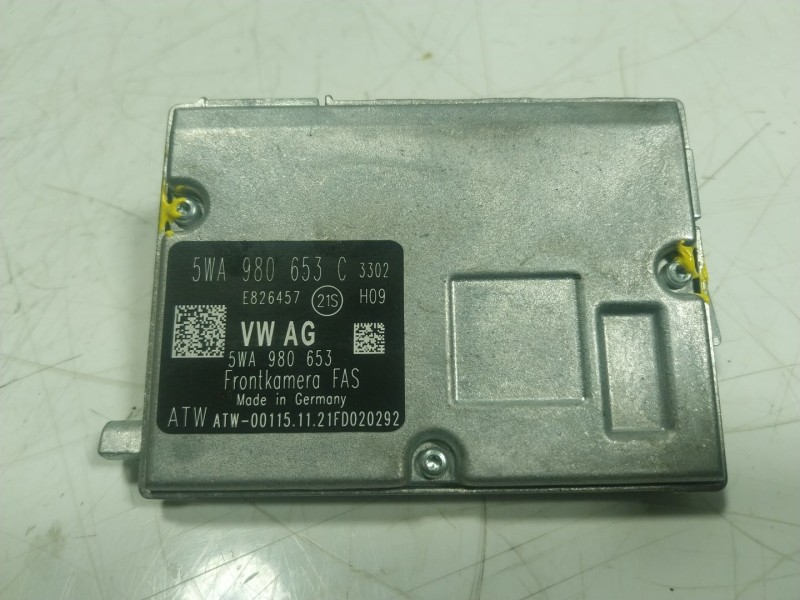 5WA 980 653 C 3302
E826457 21S H09
VW AG
5WA 980 653
Frontkamera FAS
Made in Germany
ATW ATW-00115.11.21FD020292